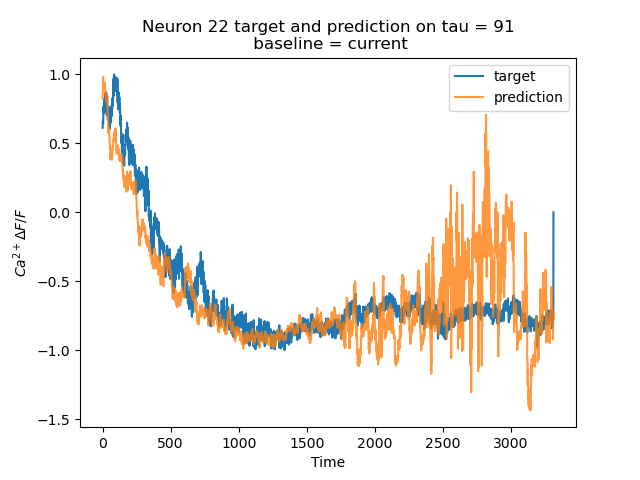 Neuron 22 target and prediction on tau = 91
baseline = current
target
prediction
Ca²⁺ ΔF/F
1.0
0.5
0.0
−0.5
−1.0
−1.5
0 500 1000 1500 2000 2500 3000
Time